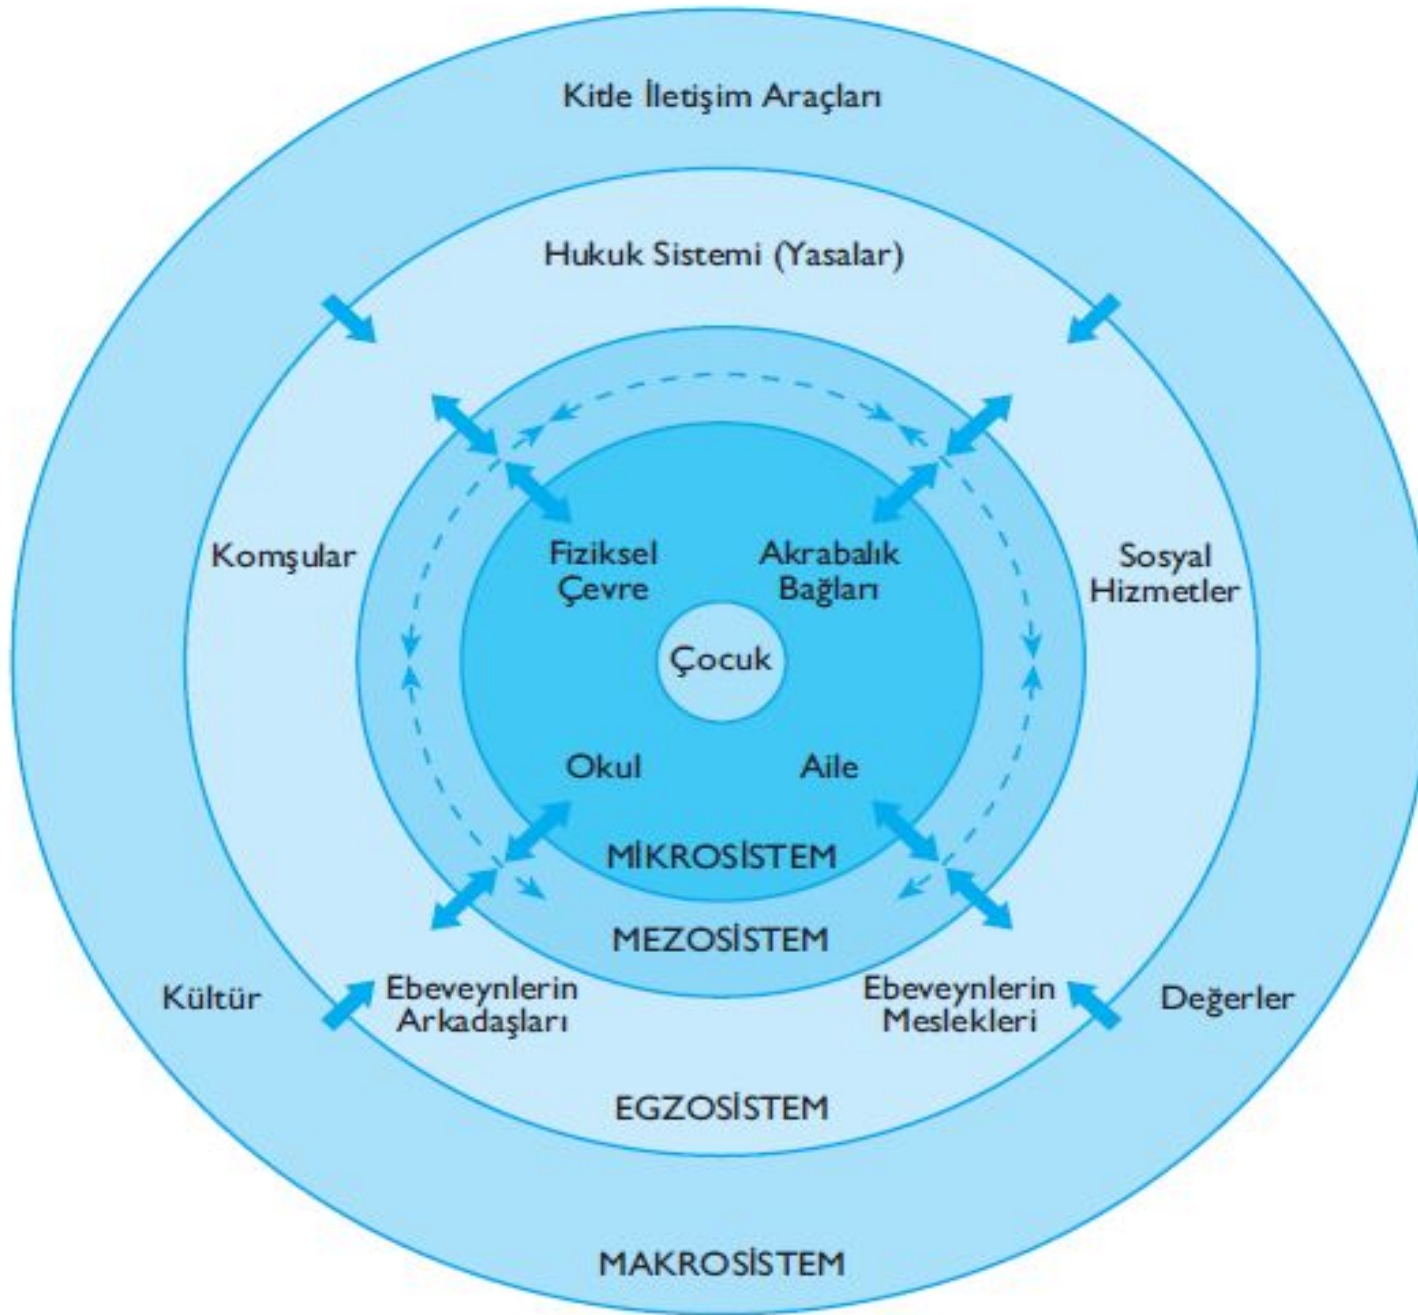 Kitle İletişim Araçları
Hukuk Sistemi (Yasalar)
Komşular
Fiziksel
Çevre
Akrabalık
Bağları
Sosyal
Hizmetler
Çocuk
Okul
Aile
MİKROSİSTEM
MEZOSİSTEM
Kültür
Ebeveynlerin
Arkadaşları
Ebeveynlerin
Meslekleri
Değerler
EGZOSİSTEM
MAKROSİSTEM